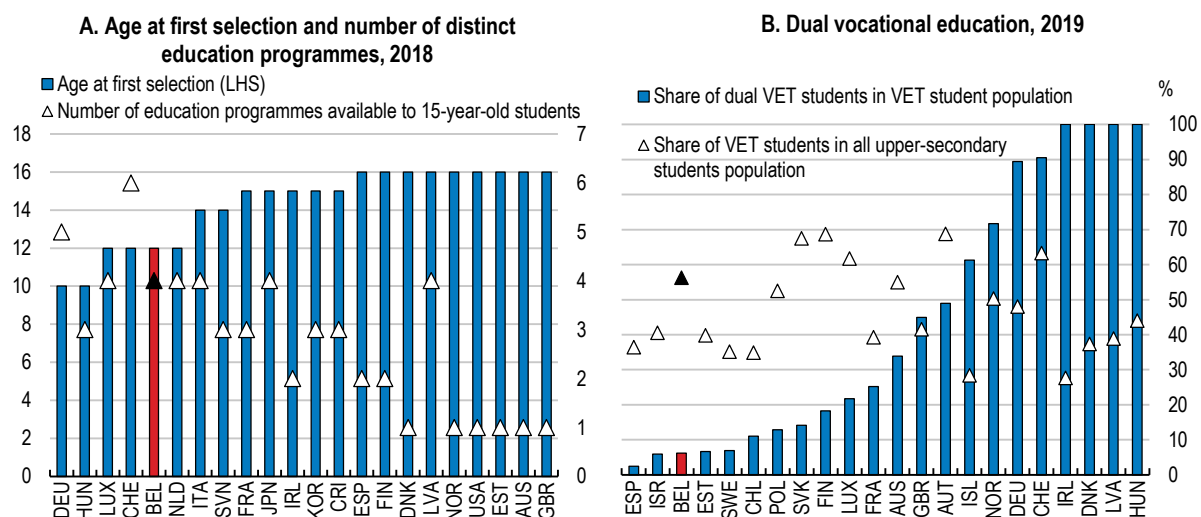 A. Age at first selection and number of distinct
education programmes, 2018
Age at first selection (LHS)
Number of education programmes available to 15-year-old students
18
16
14
12
10
8
6
4
2
0
7
6
5
4
3
2
1
0
DEU
HUN
LUX
CHE
BEL
NLD
ITA
SVN
FRA
JPN
IRL
KOR
CRI
ESP
FIN
DNK
LVA
NOR
USA
EST
AUS
GBR
B. Dual vocational education, 2019
%
Share of dual VET students in VET student population
Share of VET students in all upper-secondary
students population
100
90
80
70
60
50
40
30
20
10
0
ESP
ISR
BEL
EST
SWE
CHL
POL
SVK
FIN
LUX
FRA
AUS
GBR
AUT
ISL
NOR
DEU
CHE
IRL
DNK
LVA
HUN